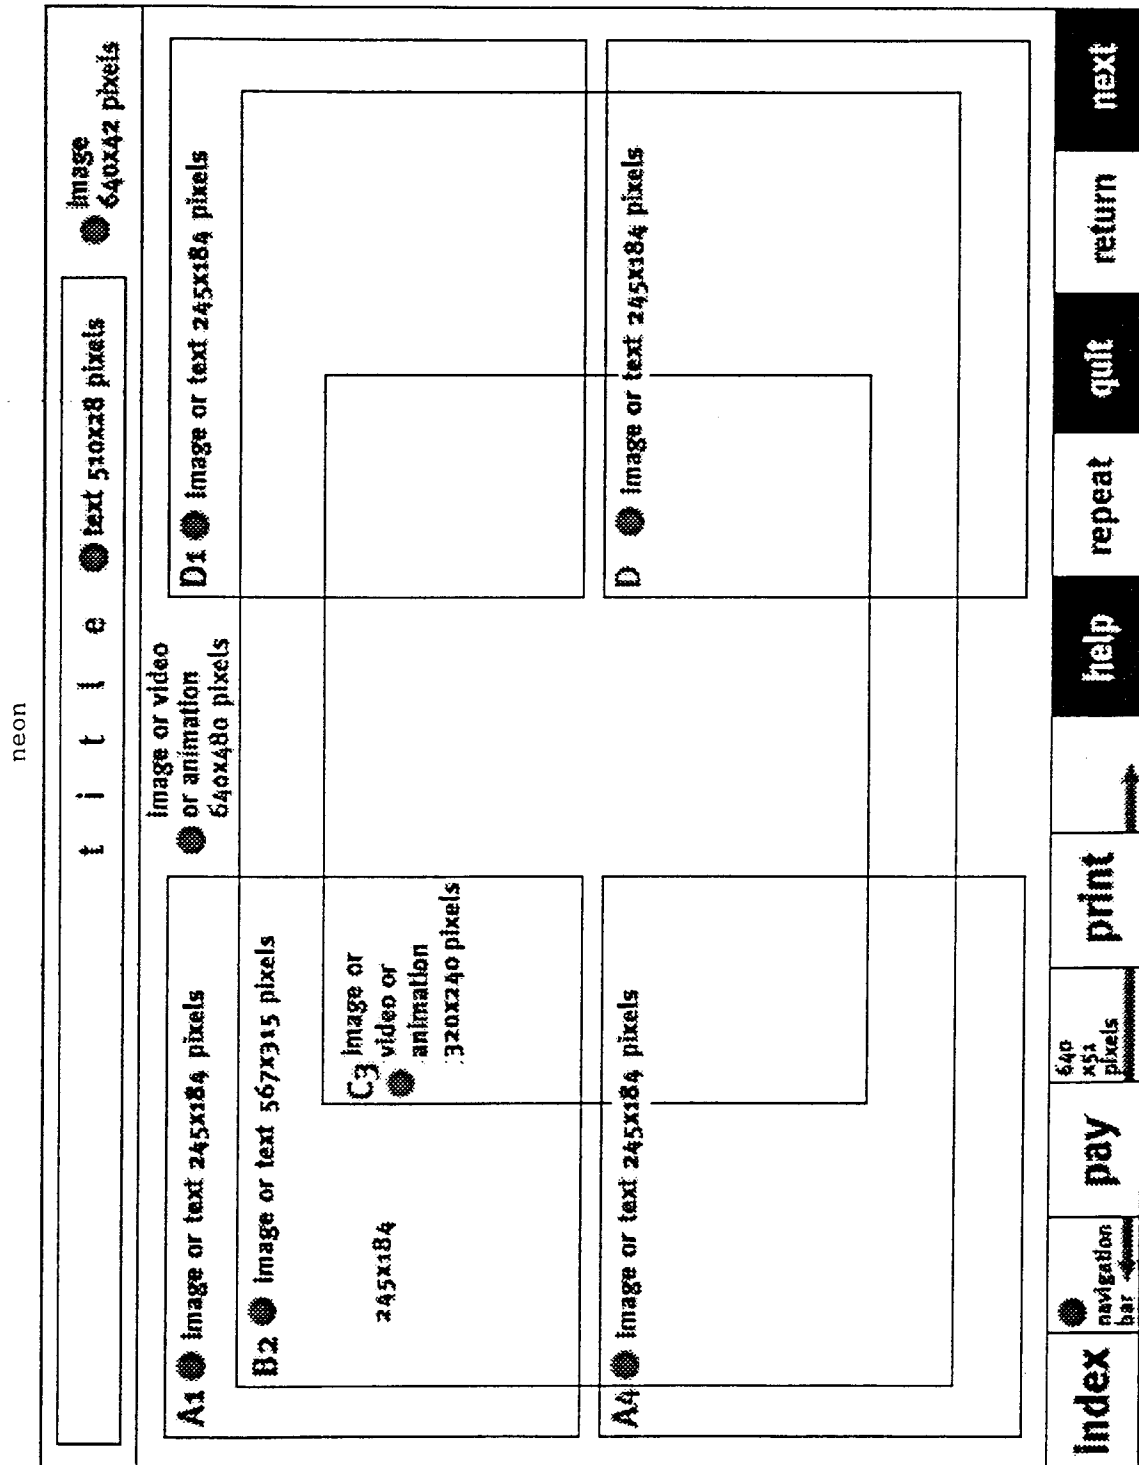 neon
title
text 510x28 pixels
image
640x42 pixels
image or video
or animation
640x480 pixels
A1 image or text 245x184 pixels
D1 image or text 245x184 pixels
B2 image or text 567x315 pixels
C3 image or
video or
animation
320x240 pixels
245x184
A4 image or text 245x184 pixels
D image or text 245x184 pixels
index
navigation
bar
pay
640
x51
pixels
print
help
repeat
quit
return
next